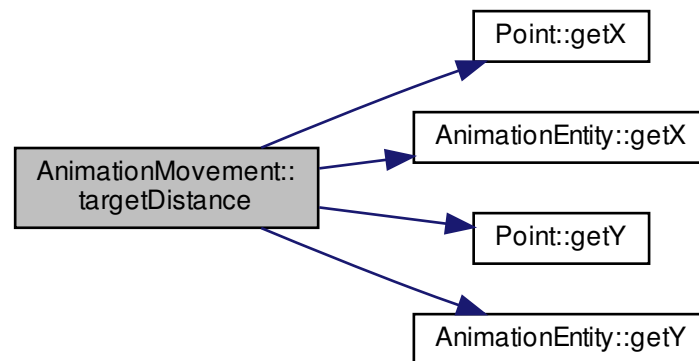 Point::getX
AnimationEntity::getX
AnimationMovement::
targetDistance
Point::getY
AnimationEntity::getY